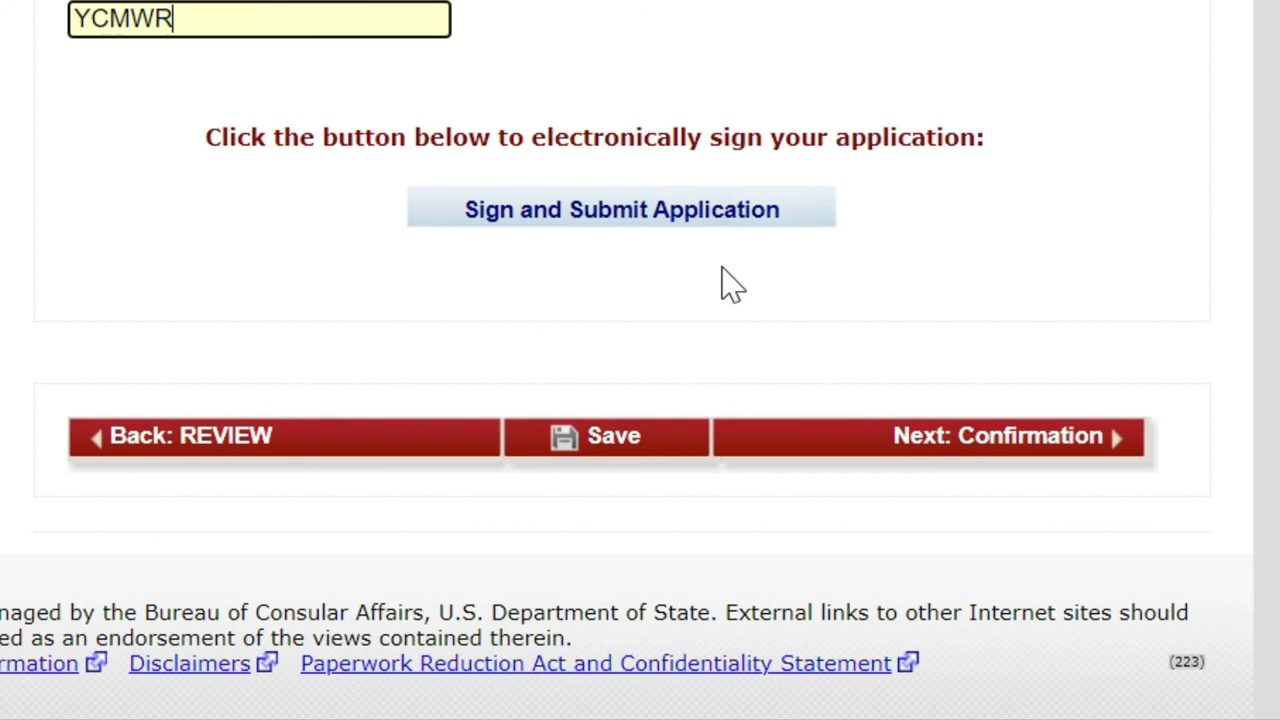 YCMWR
Click the button below to electronically sign your application:
Sign and Submit Application
Back: REVIEW
Save
Next: Confirmation
naged by the Bureau of Consular Affairs, U.S. Department of State. External links to other Internet sites should
ed as an endorsement of the views contained therein.
rmation Disclaimers Paperwork Reduction Act and Confidentiality Statement (223)